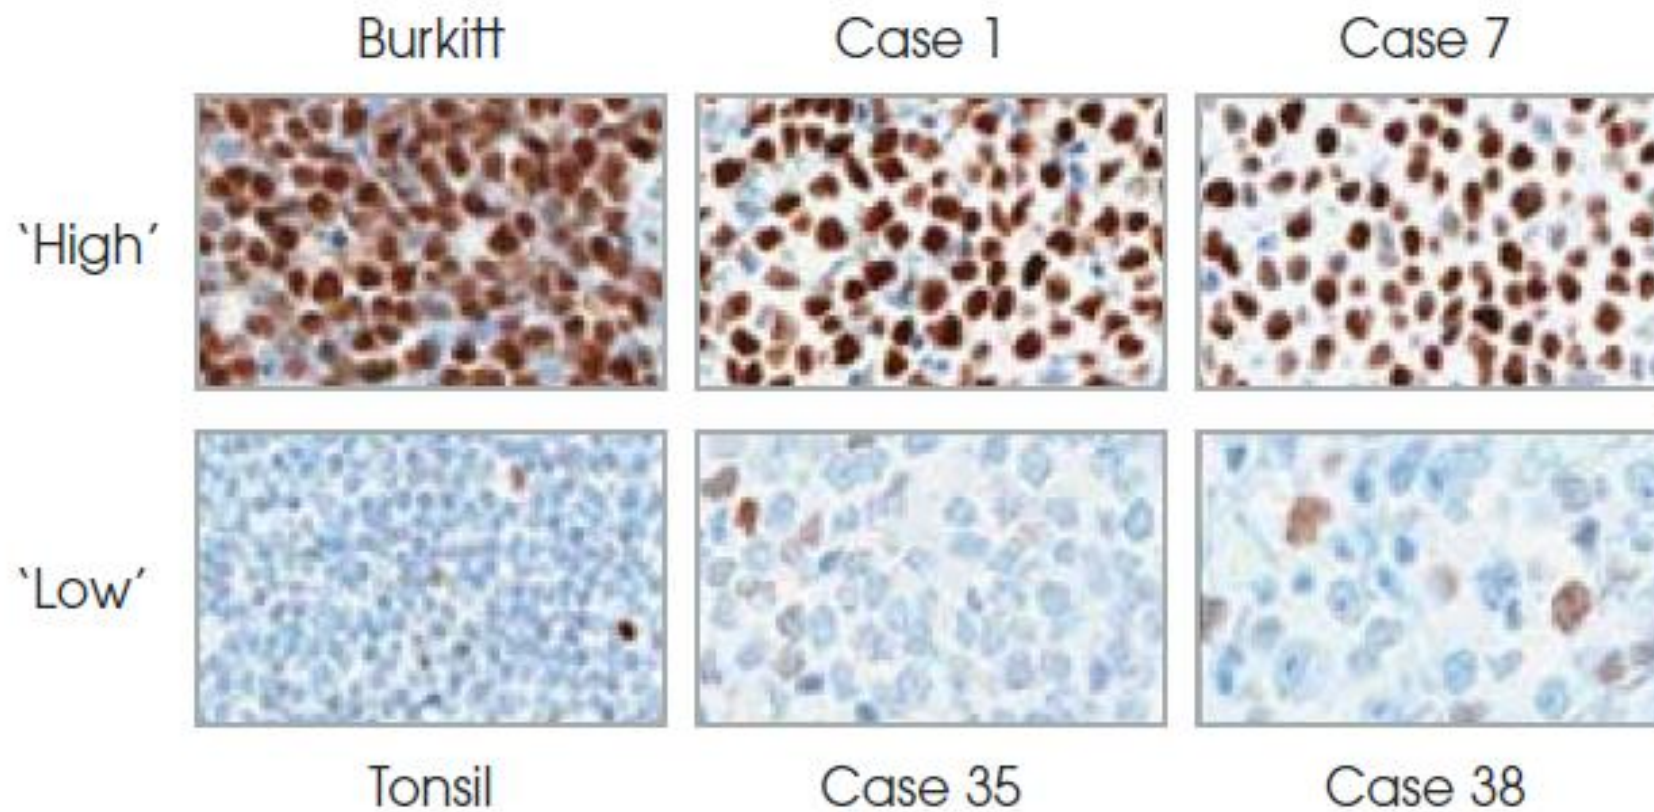 Burkitt Case 1 Case 7
‘High’
‘Low’
Tonsil Case 35 Case 38